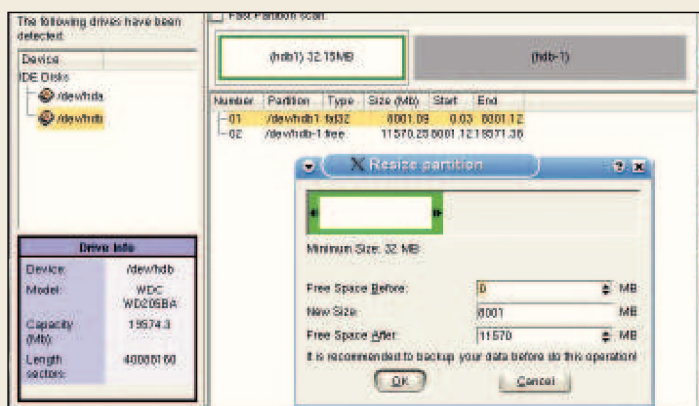 The following drives have been
detected:
Device
IDE Disks
/dev/hda
/dev/hdb
Drive Info
Device: /dev/hdb
Model: WDC
WD205BA
Capacity 19574.3
(Mb):
Length 40088160
sectors:
Fast Partition scan
(hdb1) 32.15MB
(hdb-1)
Number Partition Type Size (Mb) Start End
01 /dev/hdb1 fat32 8001.09 0.03 8001.12
02 /dev/hdb-1 free 11570.25 8001.12 19571.36
Resize partition
Minimum Size: 32 MB
Free Space Before: 0 MB
New Size: 8001 MB
Free Space After: 11570 MB
It is recommended to backup your data before do this operation!
OK
Cancel